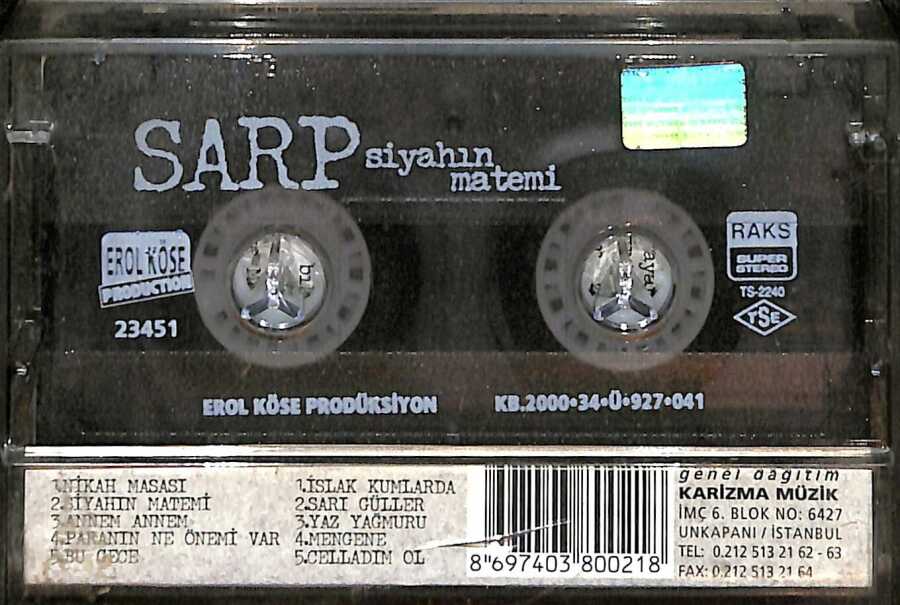 SARP siyahın
matemi
EROL KÖSE
PRODUCTION
23451
RAKS
SUPER
STEREO
TS-2240
TSE
EROL KÖSE PRODÜKSİYON
KB.2000•34•Ü•927•041
1.NİKAH MASASI
2.SİYAHIN MATEMİ
3.ANNEM ANNEM
4.PARANIN NE ÖNEMİ VAR
5.BU GECE
1.İSLAK KUMLARDA
2.SARI GÜLLER
3.YAZ YAĞMURU
4.MENGENE
5.CELLADIM OL
8 697403 800218
genel dağıtım
KARİZMA MÜZİK
İMÇ 6. BLOK NO: 6427
UNKAPANI / İSTANBUL
TEL: 0.212 513 21 62 - 63
FAX: 0.212 513 21 64